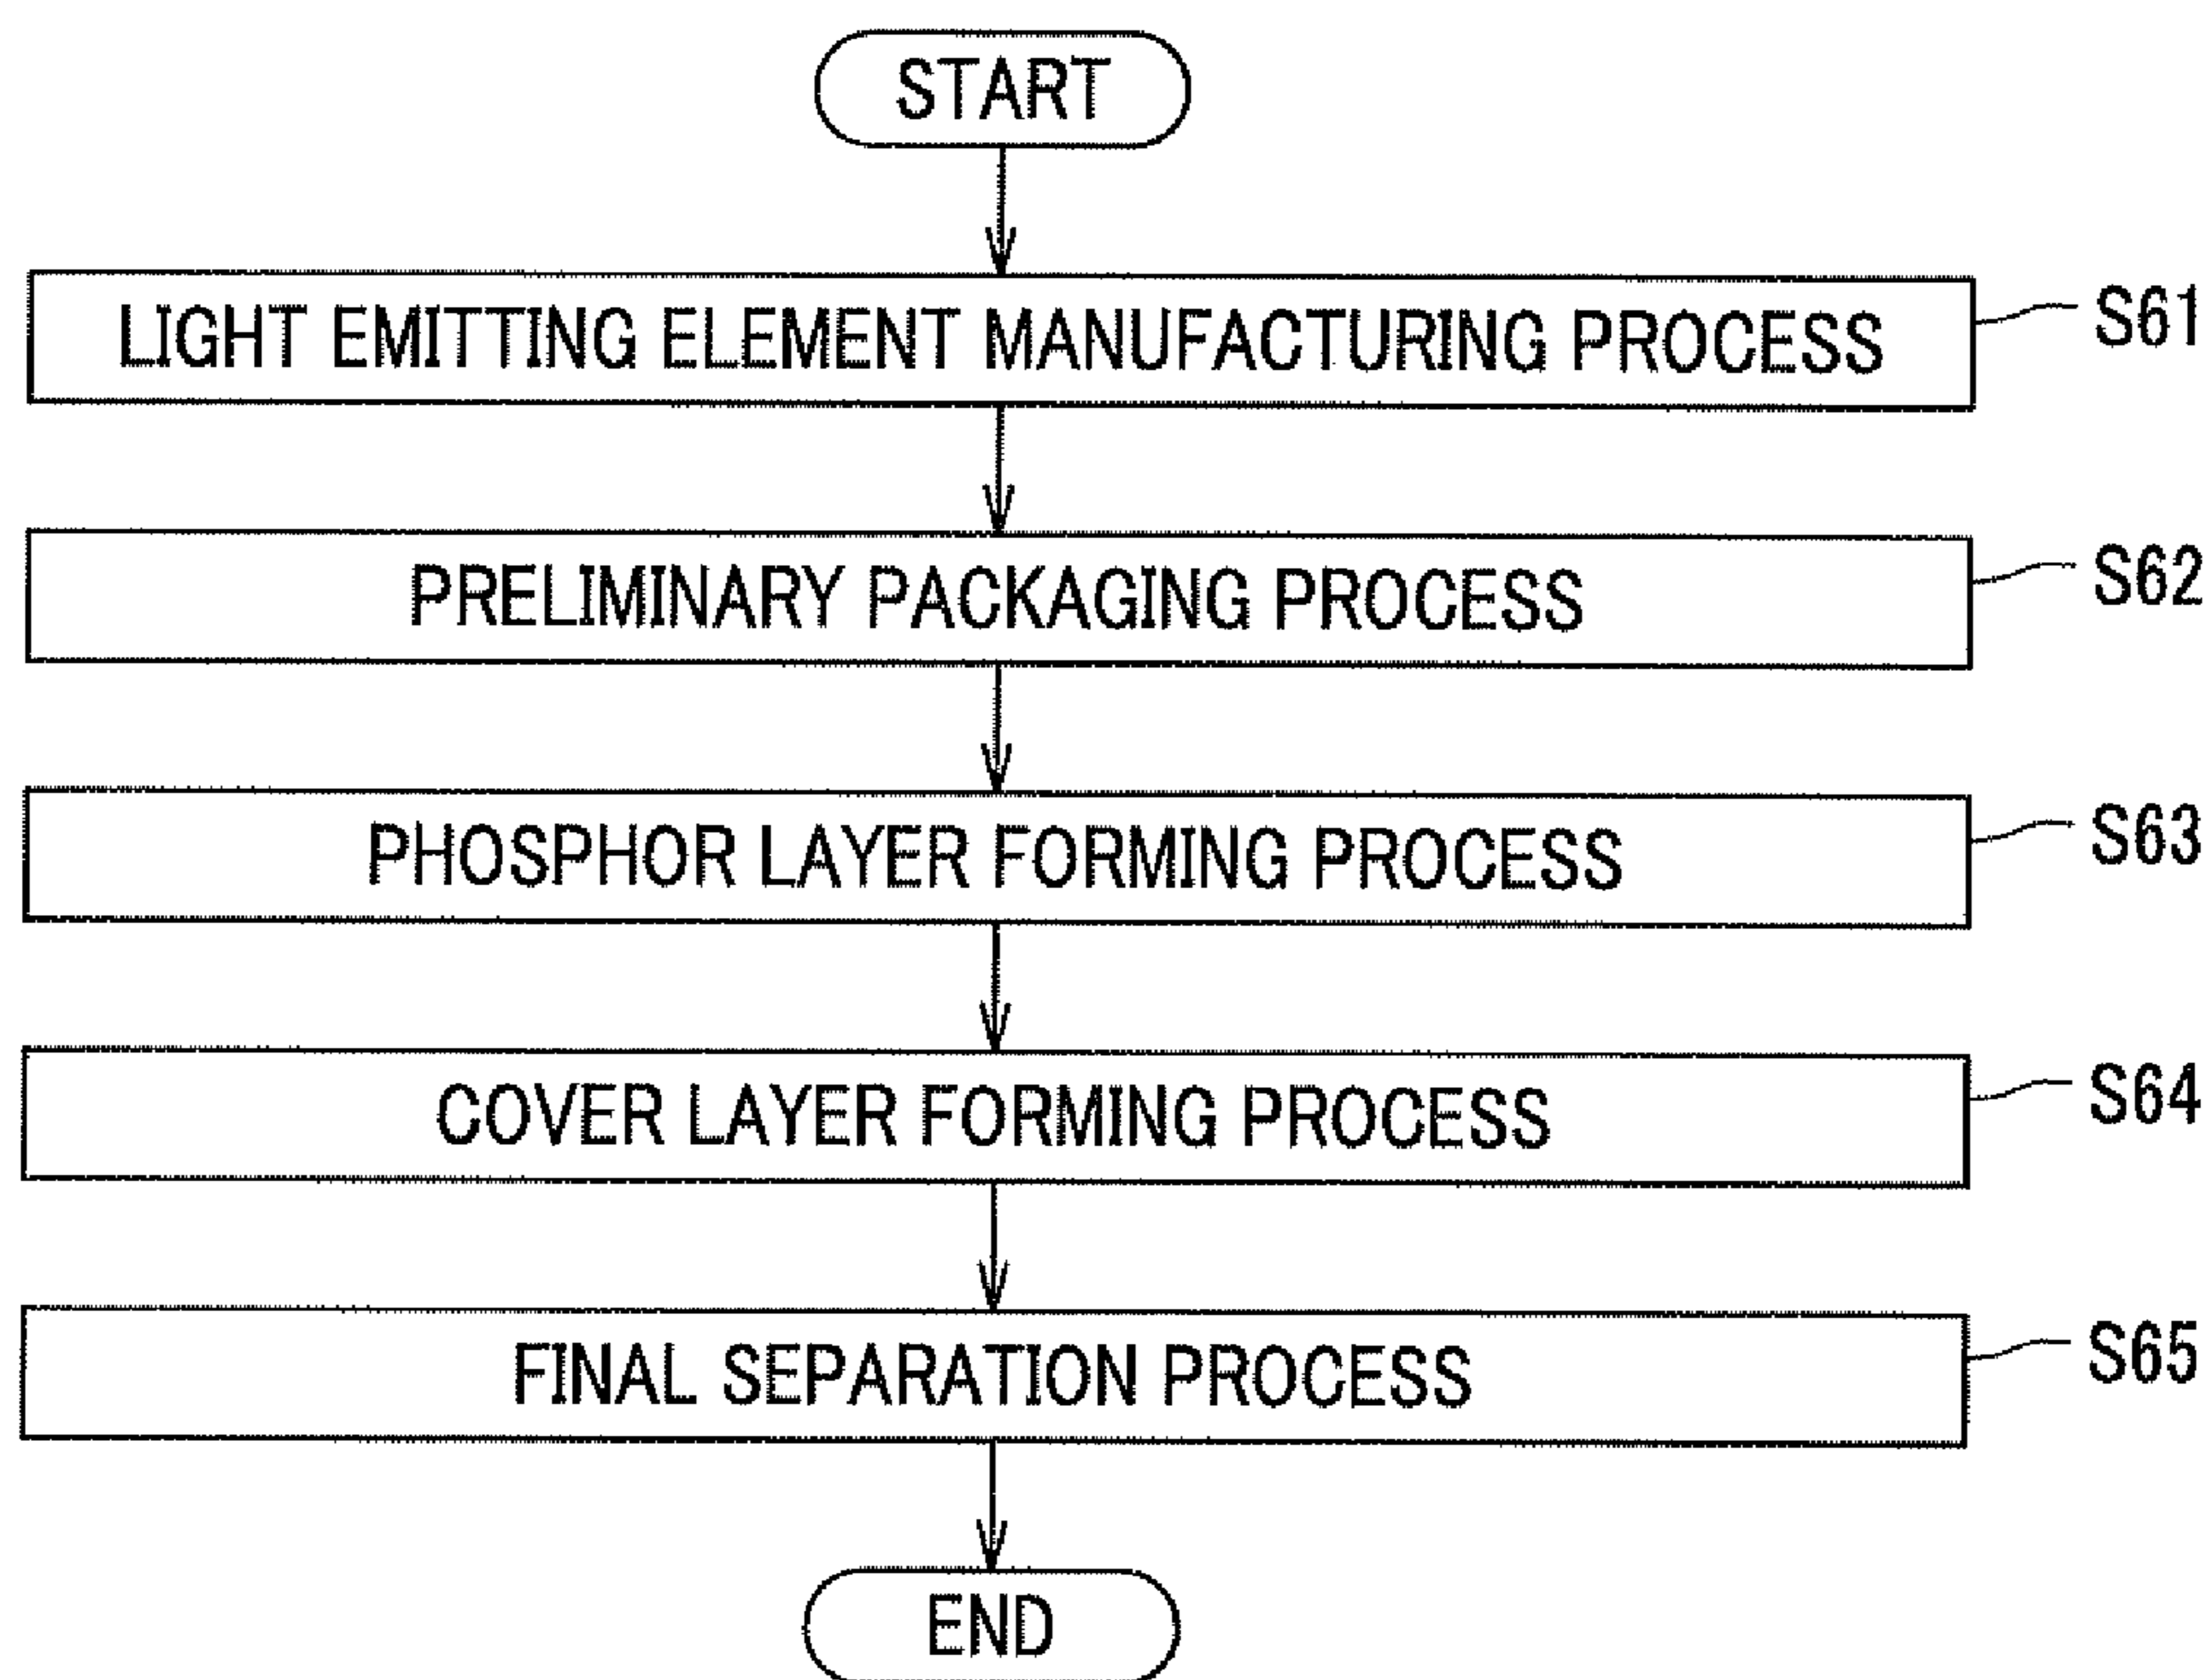 START
LIGHT EMITTING ELEMENT MANUFACTURING PROCESS S61
PRELIMINARY PACKAGING PROCESS S62
PHOSPHOR LAYER FORMING PROCESS S63
COVER LAYER FORMING PROCESS S64
FINAL SEPARATION PROCESS S65
END